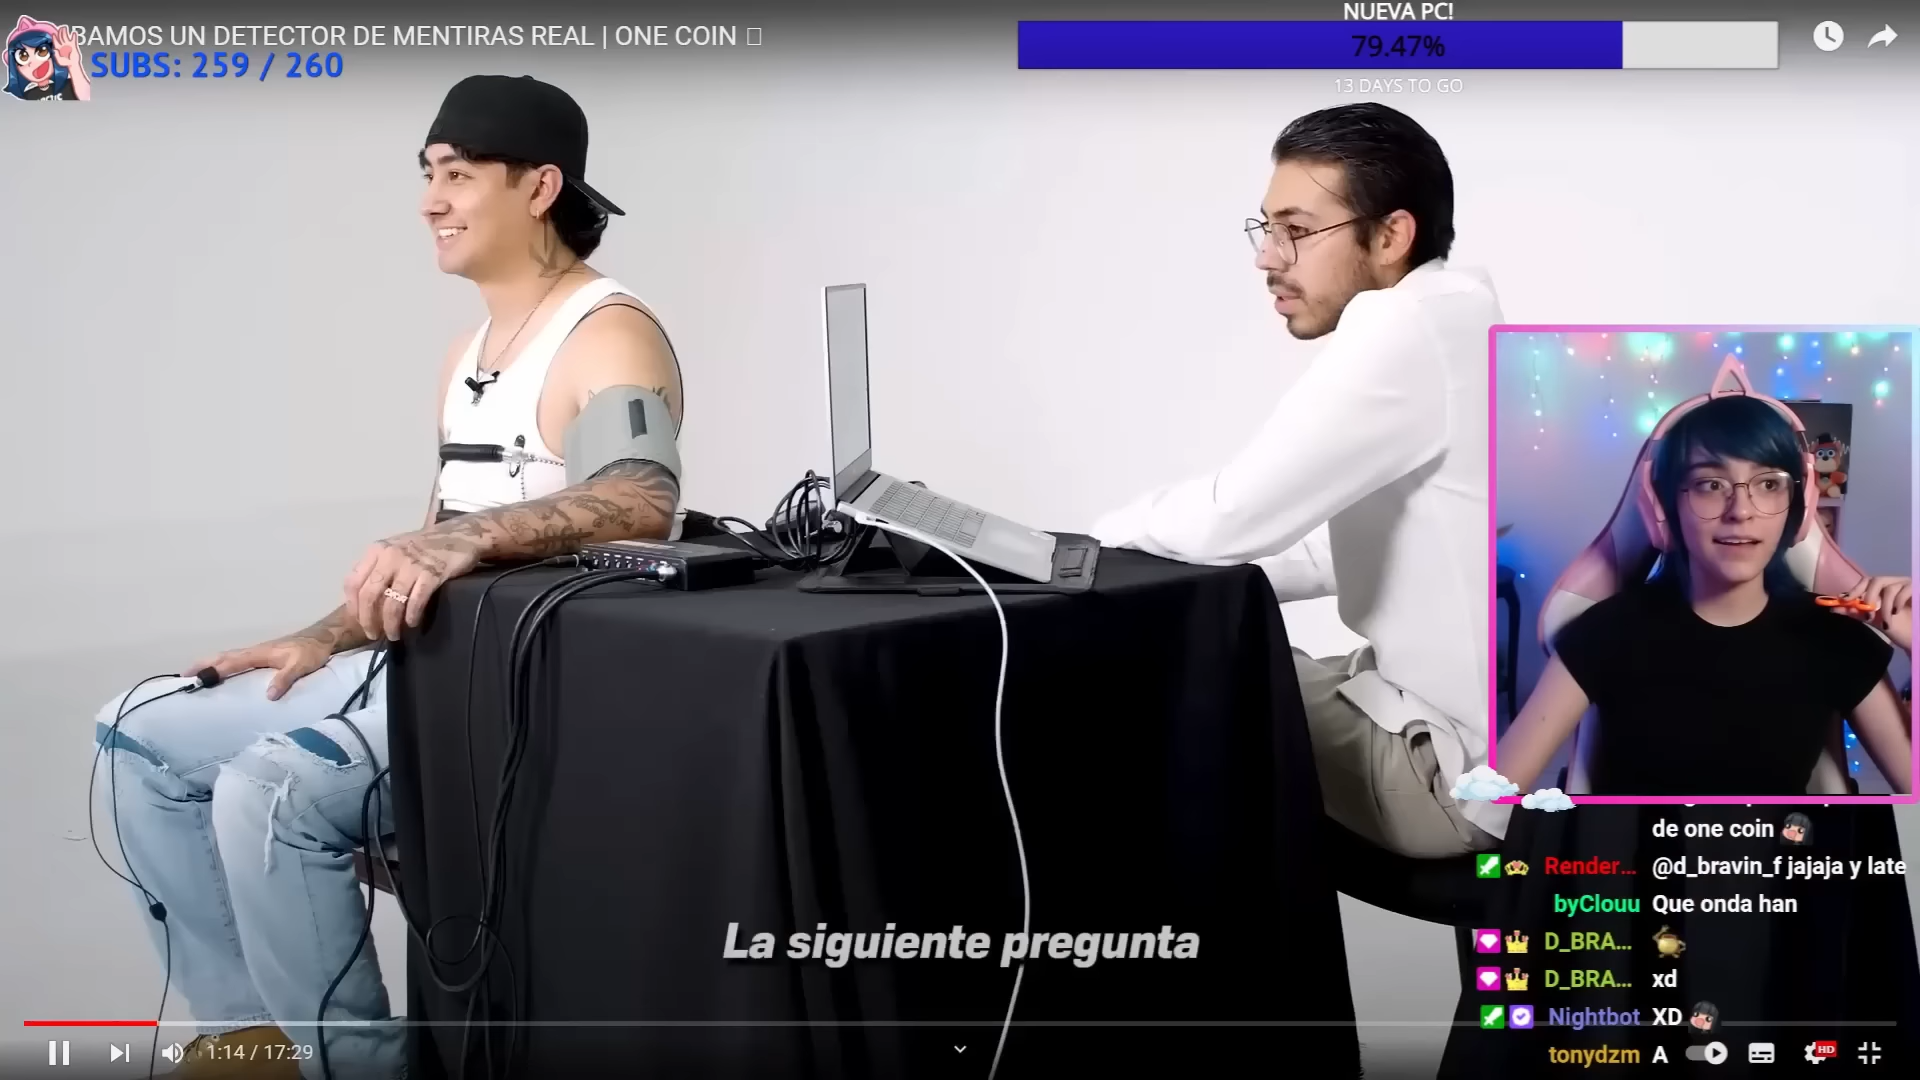 BAMOS UN DETECTOR DE MENTIRAS REAL | ONE COIN
SUBS: 259 / 260
NUEVA PC!
79.47%
13 DAYS TO GO
DIOR
La siguiente pregunta
de one coin
Render... @d_bravin_f jajaja y late
byClouu Que onda han
D_BRA...
D_BRA... xd
Nightbot XD
tonydzm A
1:14 / 17:29
HD